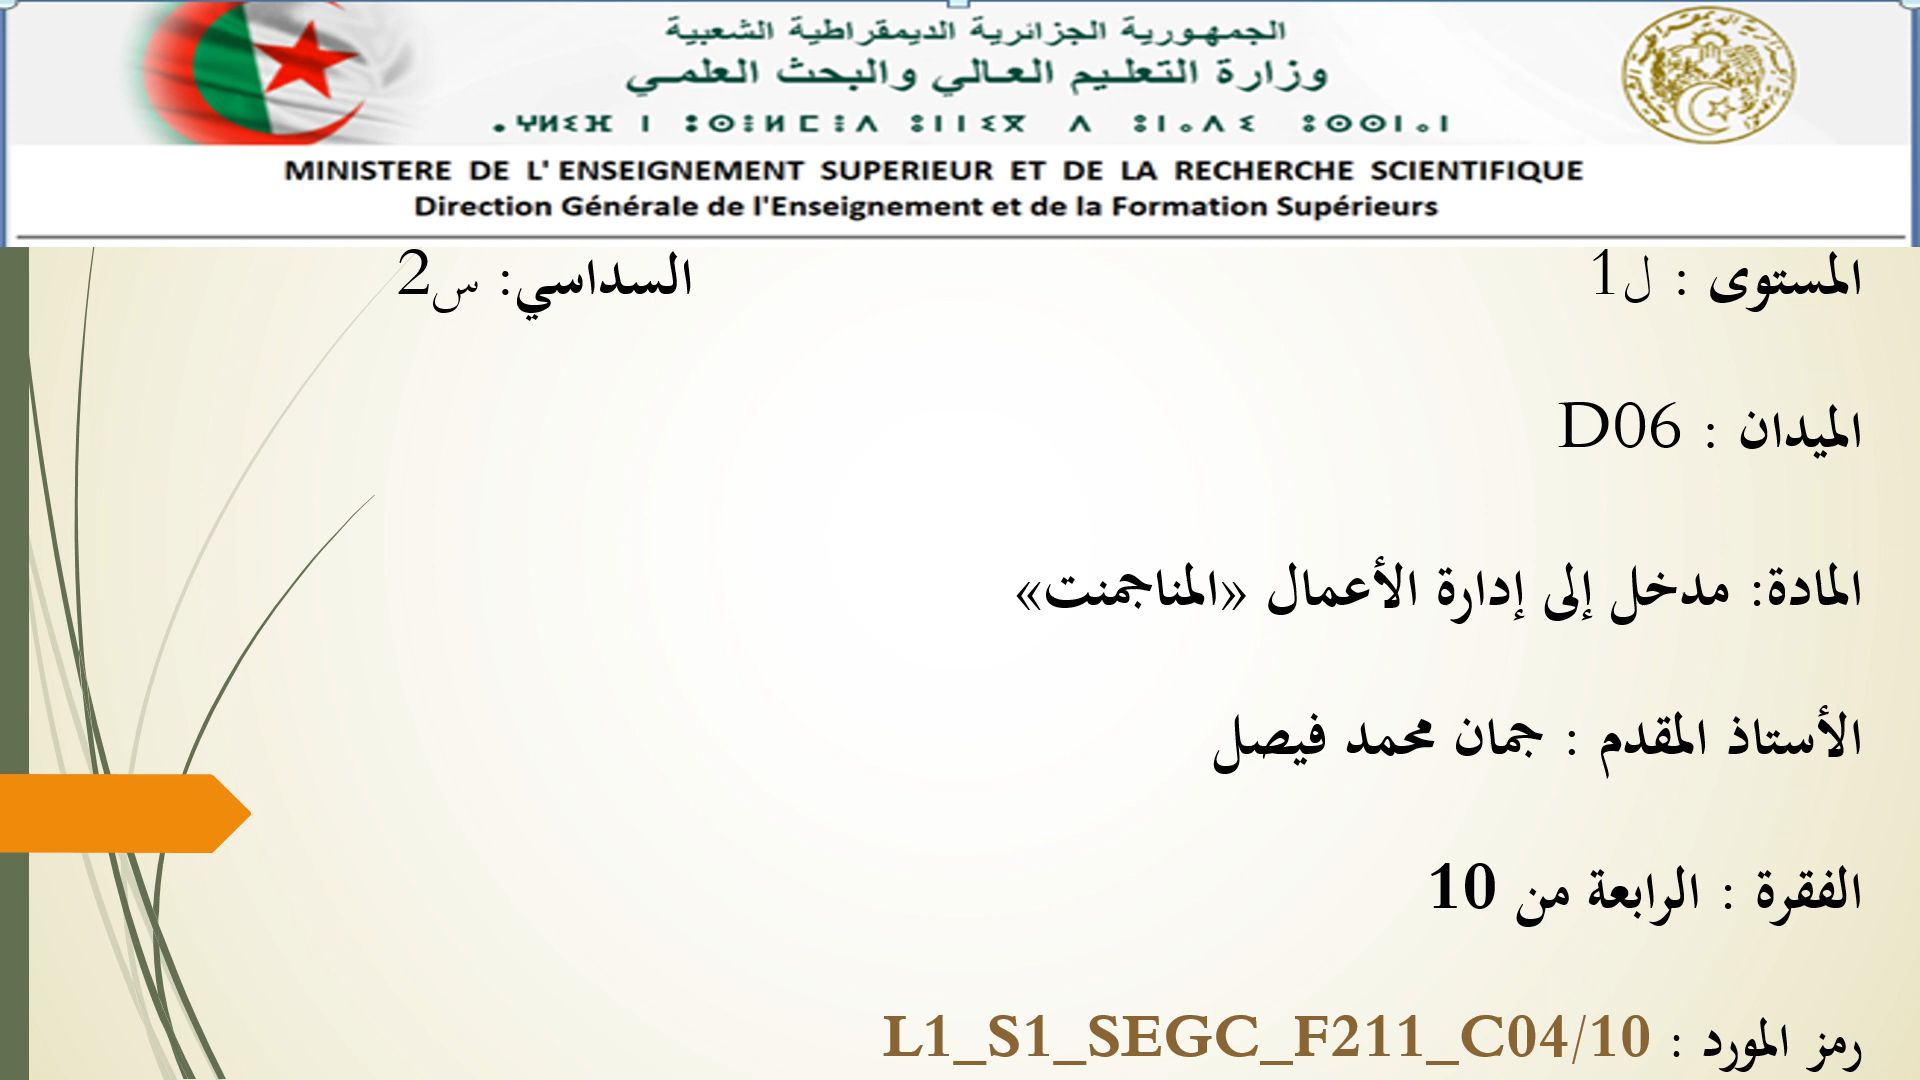 الجمهورية الجزائرية الديمقراطية الشعبية
وزارة التعليم العالي والبحث العلمي
MINISTERE DE L' ENSEIGNEMENT SUPERIEUR ET DE LA RECHERCHE SCIENTIFIQUE
Direction Générale de l'Enseignement et de la Formation Supérieurs
المستوى : ل1 السداسي: س2
الميدان : D06
المادة: مدخل إلى إدارة الأعمال «المناجمنت»
الأستاذ المقدم : جمان محمد فيصل
الفقرة : الرابعة من 10
رمز المورد : L1_S1_SEGC_F211_C04/10